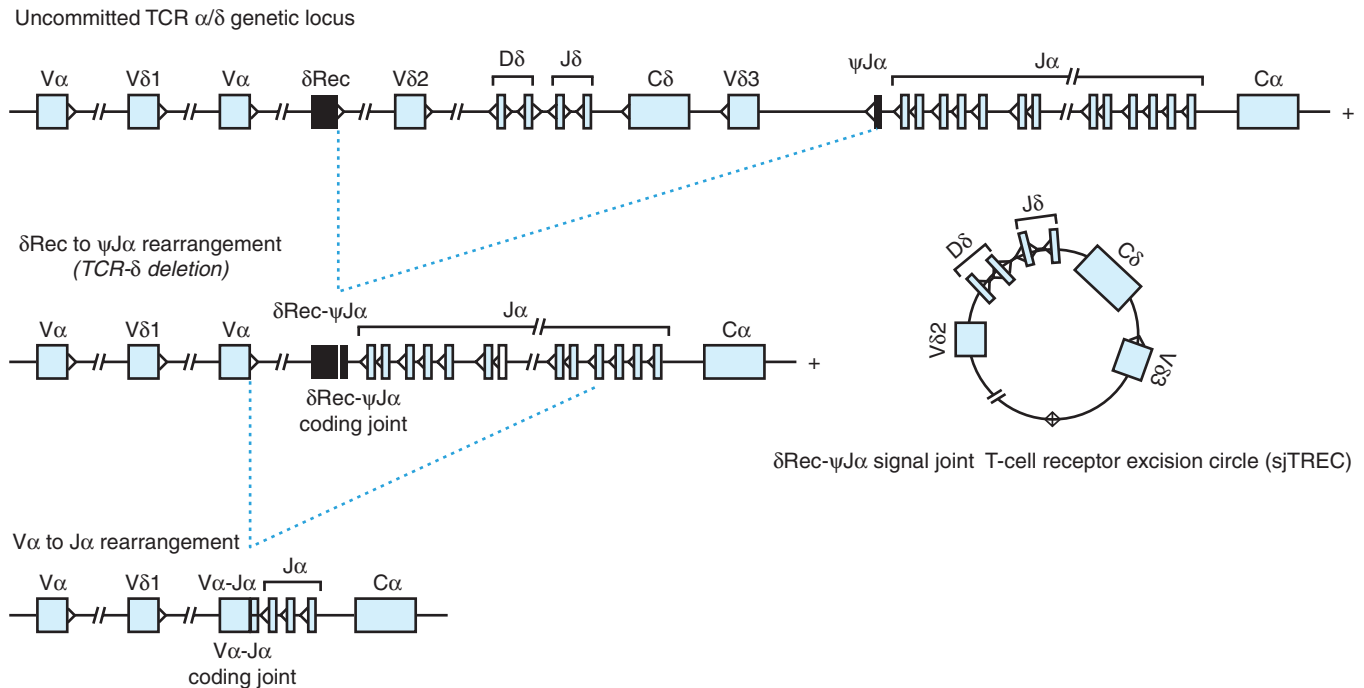 Uncommitted TCR α/δ genetic locus
Vα Vδ1 Vα δRec Vδ2 Dδ Jδ Cδ Vδ3 ψJα Jα Cα
+
δRec to ψJα rearrangement
(TCR-δ deletion)
Vα Vδ1 Vα δRec-ψJα Jα Cα
+
δRec-ψJα
coding joint
Dδ Jδ Cδ
Vδ2 Vδ3
δRec-ψJα signal joint T-cell receptor excision circle (sjTREC)
Vα to Jα rearrangement
Vα Vδ1 Vα-Jα Jα Cα
Vα-Jα
coding joint